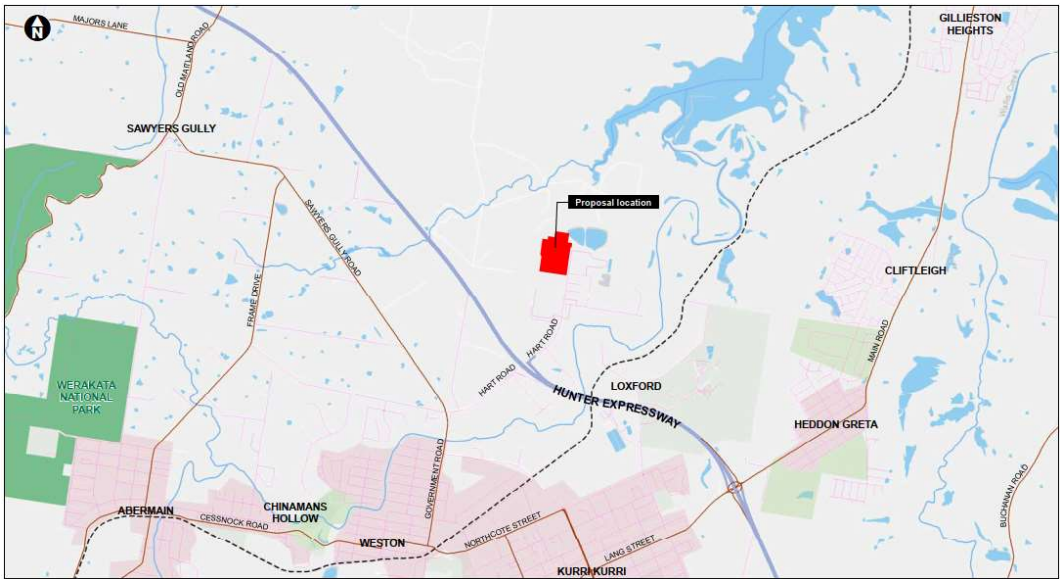 N
MAJORS LANE
OLD MAITLAND ROAD
GILLIESTON
HEIGHTS
Wallis Creek
SAWYERS GULLY
Proposal location
SAWYERS GULLY ROAD
CLIFTLEIGH
FRAME DRIVE
HART ROAD
MAIN ROAD
HART ROAD
LOXFORD
WERAKATA
NATIONAL
PARK
HUNTER EXPRESSWAY
HEDDON GRETA
GOVERNMENT ROAD
BUCHANAN ROAD
CHINAMANS
HOLLOW
ABERMAIN
CESSNOCK ROAD
WESTON
NORTHCOTE STREET
LANG STREET
KURRI KURRI